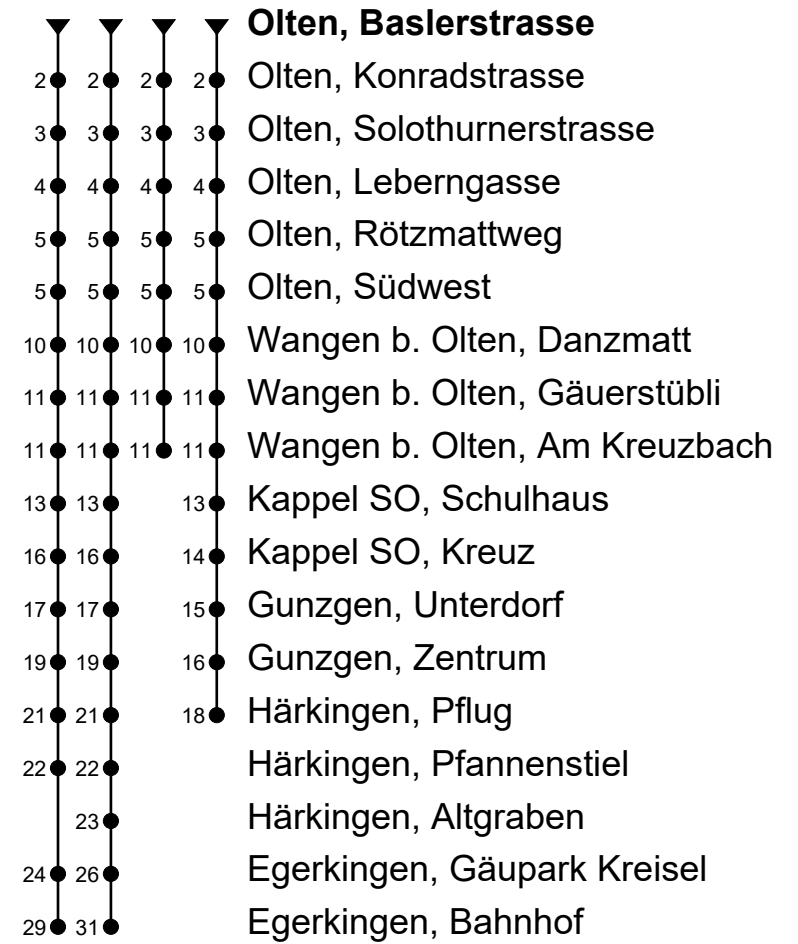 Olten, Baslerstrasse
2 2 2 2 Olten, Konradstrasse
3 3 3 3 Olten, Solothurnerstrasse
4 4 4 4 Olten, Leberngasse
5 5 5 5 Olten, Rötzmattweg
5 5 5 5 Olten, Südwest
10 10 10 10 Wangen b. Olten, Danzmatt
11 11 11 11 Wangen b. Olten, Gäuerstübli
11 11 11 11 Wangen b. Olten, Am Kreuzbach
13 13 13 Kappel SO, Schulhaus
16 16 14 Kappel SO, Kreuz
17 17 15 Gunzgen, Unterdorf
19 19 16 Gunzgen, Zentrum
21 21 18 Härkingen, Pflug
22 22 Härkingen, Pfannenstiel
23 Härkingen, Altgraben
24 26 Egerkingen, Gäupark Kreisel
29 31 Egerkingen, Bahnhof